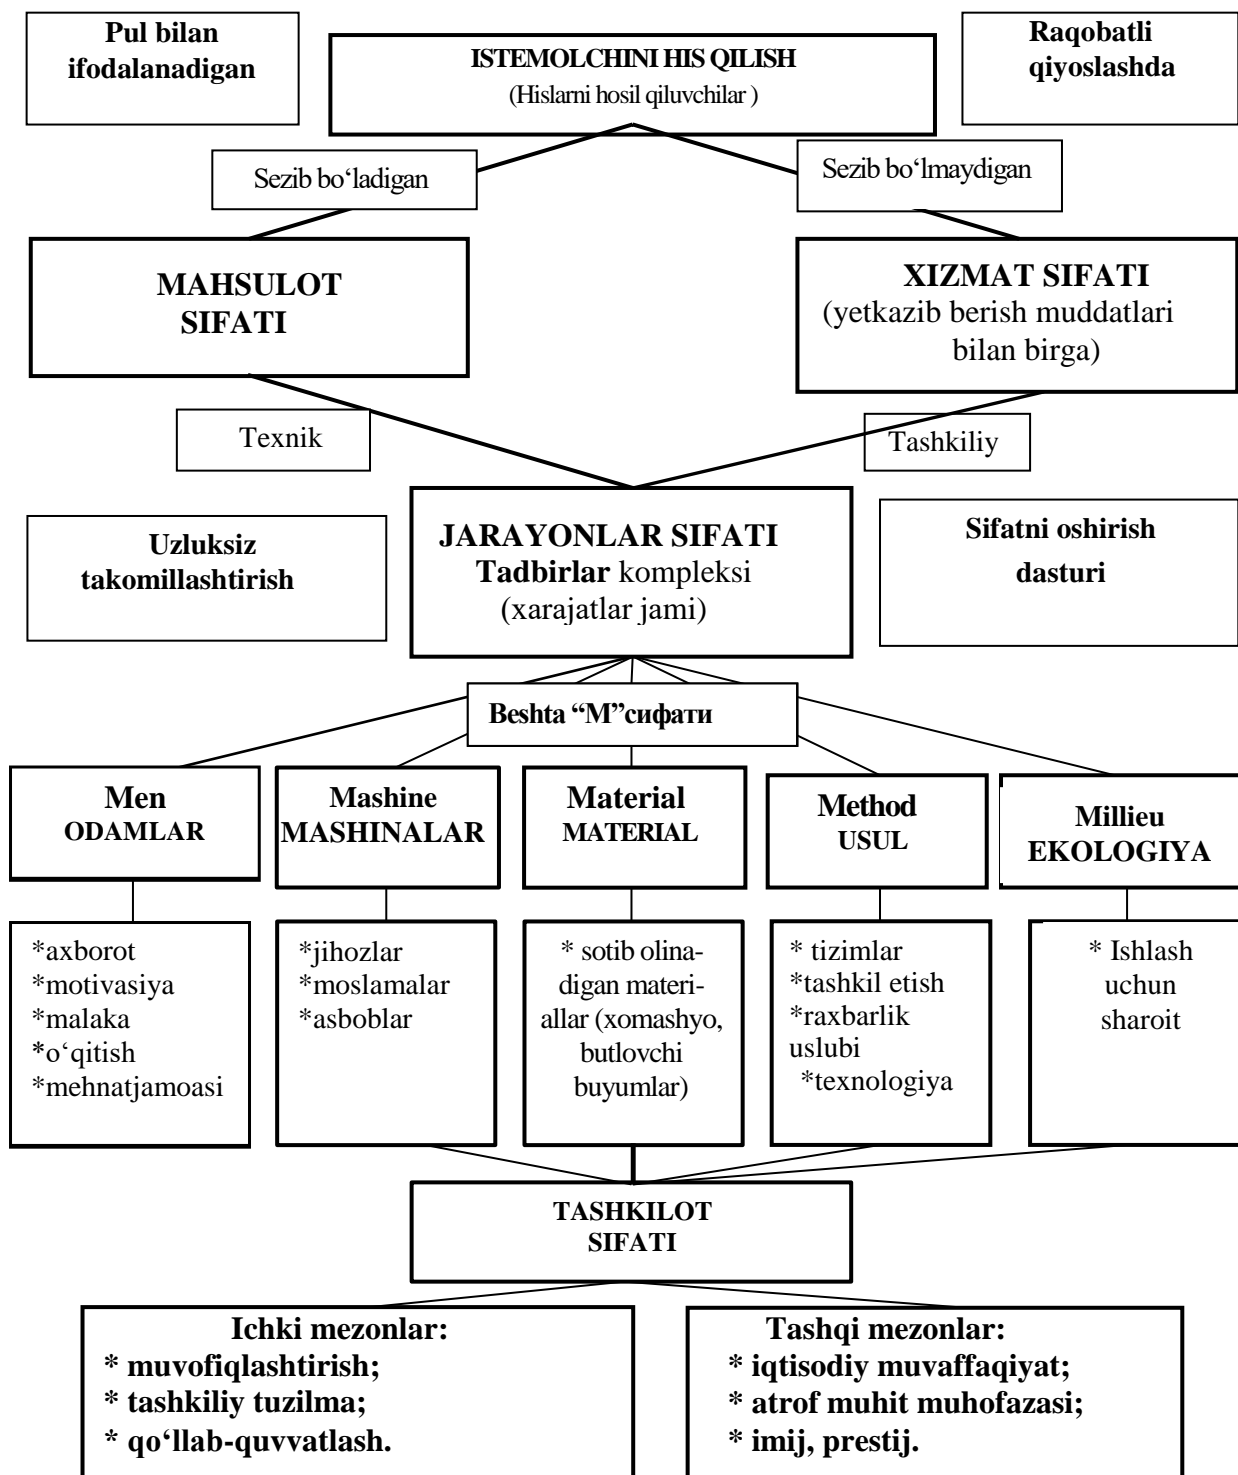 Pul bilan
ifodalanadigan
ISTEMOLCHINI HIS QILISH
(Hislarni hosil qiluvchilar )
Raqobatli
qiyoslashda
Sezib bo‘ladigan
Sezib bo‘lmaydigan
MAHSULOT
SIFATI
XIZMAT SIFATI
(yetkazib berish muddatlari
bilan birga)
Texnik
Tashkiliy
Uzluksiz
takomillashtirish
JARAYONLAR SIFATI
Tadbirlar kompleksi
(xarajatlar jami)
Sifatni oshirish
dasturi
Beshta “M”сифати
Men
ODAMLAR
Mashine
MASHINALAR
Material
MATERIAL
Method
USUL
Millieu
EKOLOGIYA
*axborot
*motivasiya
*malaka
*o‘qitish
*mehnatjamoasi
*jihozlar
*moslamalar
*asboblar
* sotib olina-
digan materi-
allar (xomashyo,
butlovchi
buyumlar)
* tizimlar
*tashkil etish
*raxbarlik
uslubi
*texnologiya
* Ishlash
uchun
sharoit
TASHKILOT
SIFATI
Ichki mezonlar:
* muvofiqlashtirish;
* tashkiliy tuzilma;
* qo‘llab-quvvatlash.
Tashqi mezonlar:
* iqtisodiy muvaffaqiyat;
* atrof muhit muhofazasi;
* imij, prestij.